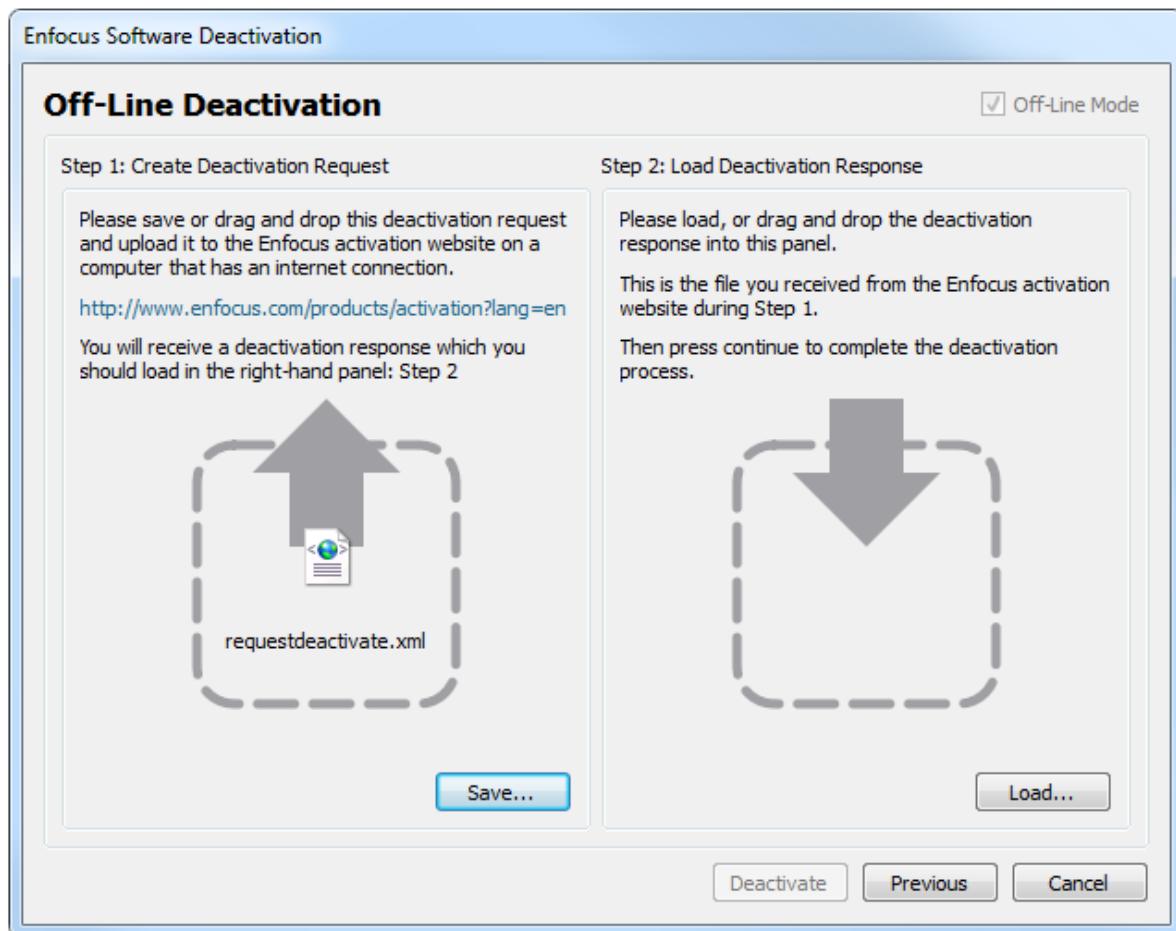 Enfocus Software Deactivation
Off-Line Deactivation
Off-Line Mode
Step 1: Create Deactivation Request
Please save or drag and drop this deactivation request
and upload it to the Enfocus activation website on a
computer that has an internet connection.
http://www.enfocus.com/products/activation?lang=en
You will receive a deactivation response which you
should load in the right-hand panel: Step 2
requestdeactivate.xml
Save...
Step 2: Load Deactivation Response
Please load, or drag and drop the deactivation
response into this panel.
This is the file you received from the Enfocus activation
website during Step 1.
Then press continue to complete the deactivation
process.
Load...
Deactivate
Previous
Cancel